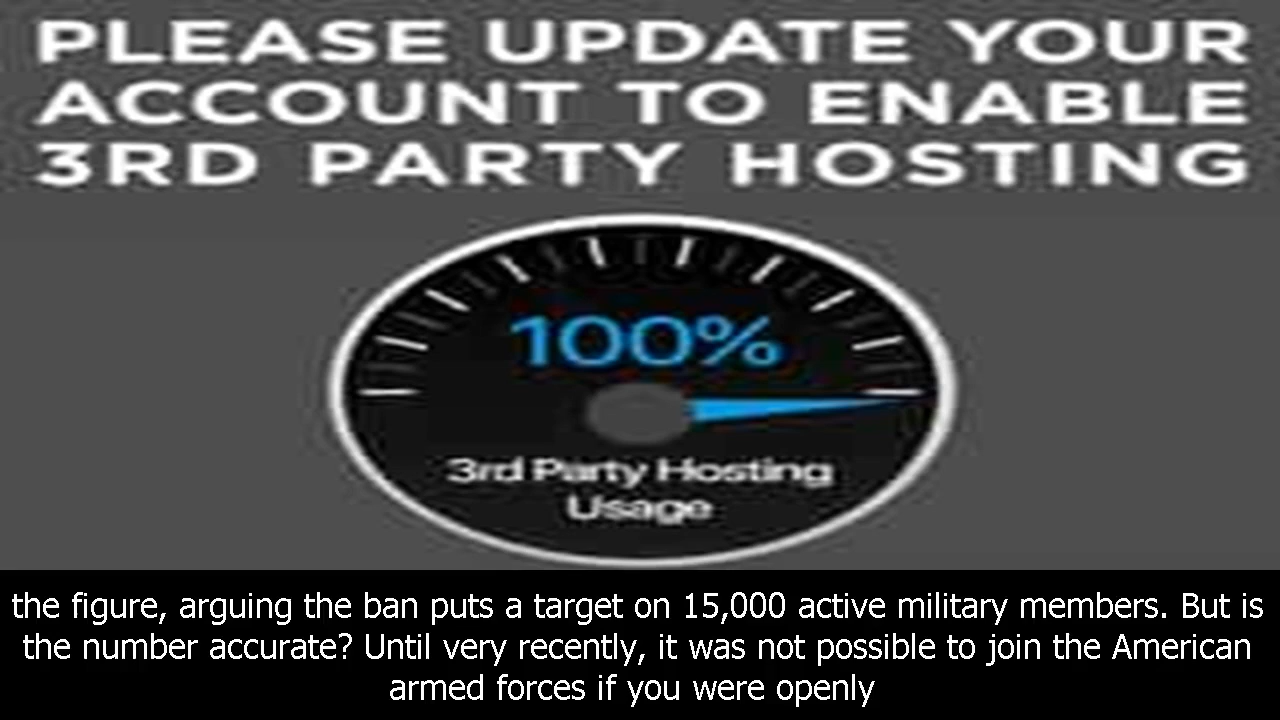 PLEASE UPDATE YOUR
ACCOUNT TO ENABLE
3RD PARTY HOSTING
100%
3rd Party Hosting
Usage
the figure, arguing the ban puts a target on 15,000 active military members. But is
the number accurate? Until very recently, it was not possible to join the American
armed forces if you were openly